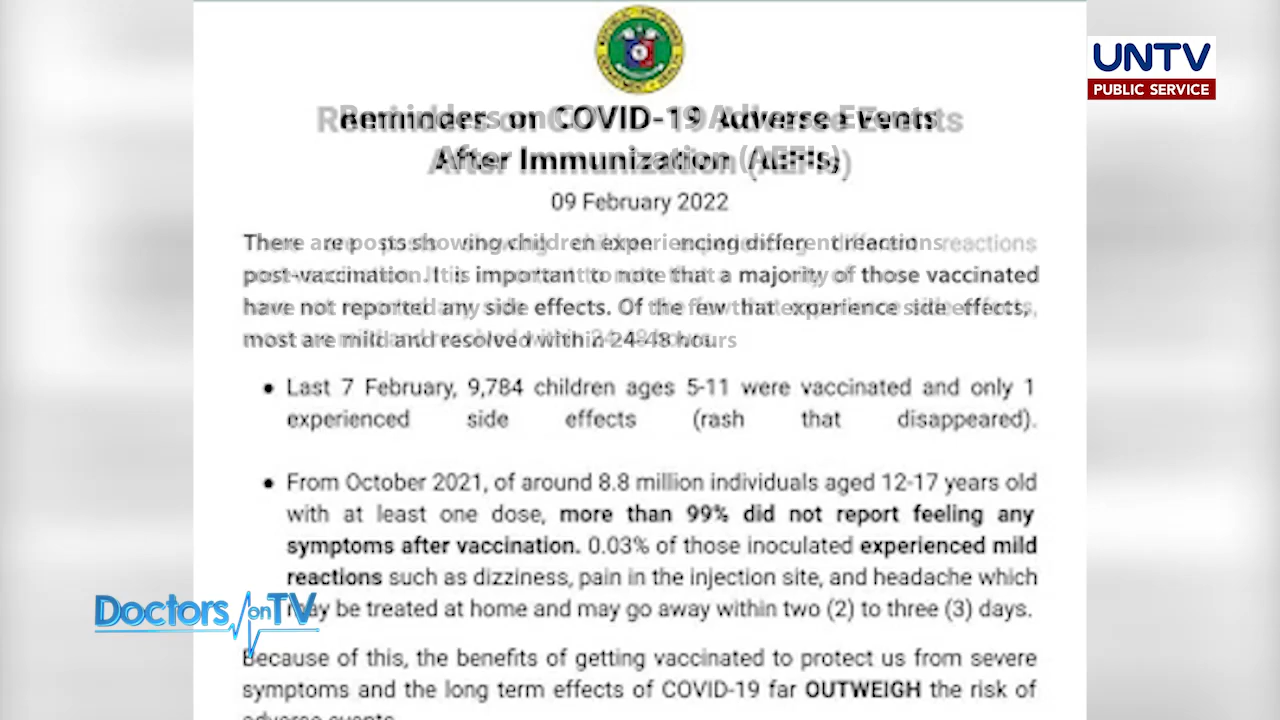 UNTV
PUBLIC SERVICE
Reminders on COVID-19 Adverse Events
After Immunization (AEFIs)
09 February 2022
There are posts showing children experiencing different reactions
post-vaccination. It is important to note that a majority of those vaccinated
have not reported any side effects. Of the few that experience side effects,
most are mild and resolved within 24-48 hours
• Last 7 February, 9,784 children ages 5-11 were vaccinated and only 1
experienced side effects (rash that disappeared).
• From October 2021, of around 8.8 million individuals aged 12-17 years old
with at least one dose, more than 99% did not report feeling any
symptoms after vaccination. 0.03% of those inoculated experienced mild
reactions such as dizziness, pain in the injection site, and headache which
may be treated at home and may go away within two (2) to three (3) days.
Doctors on TV
Because of this, the benefits of getting vaccinated to protect us from severe
symptoms and the long term effects of COVID-19 far OUTWEIGH the risk of
adverse events